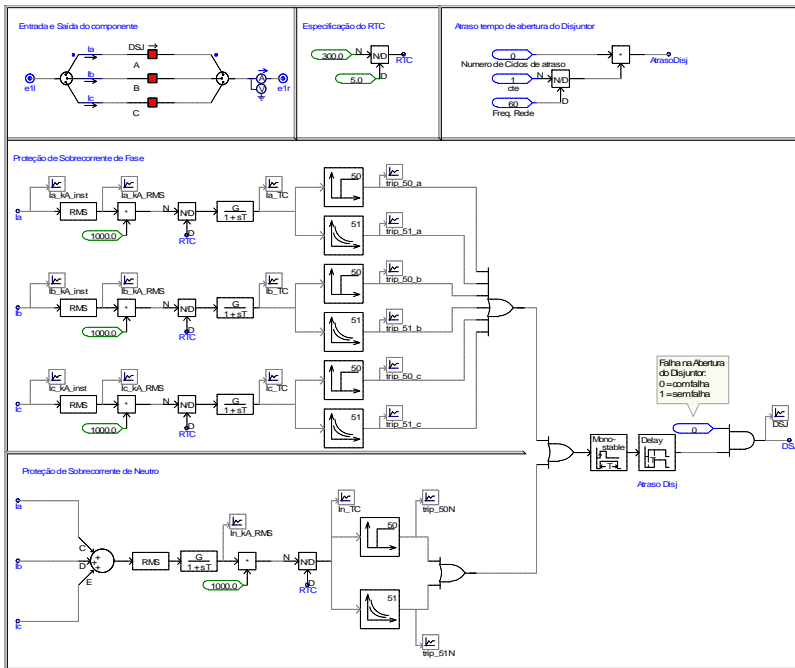 Entrada e Saída do componente
Especificação do RTC
Atraso tempo de abertura do Disjuntor
Ia
DSJ
A
Ib
B
Ic
C
e1l
e1r
A
V
300.0
N
N/D
D
RTC
5.0
0
Numero de Ciclos de atraso
1
cte
N
N/D
D
60
Freq. Rede
*
AtrasoDisj
Proteção de Sobrecorrente de Fase
Ia
Ia_kA_inst
RMS
Ia_kA_RMS
*
1000.0
N
N/D
D
RTC
G
1 + sT
Ia_TC
50
trip_50_a
51
trip_51_a
Ib
Ib_kA_inst
RMS
Ib_kA_RMS
*
1000.0
N
N/D
D
RTC
G
1 + sT
Ib_TC
50
trip_50_b
51
trip_51_b
Ic
Ic_kA_inst
RMS
Ic_kA_RMS
*
1000.0
N
N/D
D
RTC
G
1 + sT
Ic_TC
50
trip_50_c
51
trip_51_c
Falha na Abertura
do Disjuntor:
0 = com falha
1 = sem falha
0
Mono-
stable
T
Delay
T
Atraso Disj
DSJ
DSJ
Proteção de Sobrecorrente de Neutro
Ia
Ib
Ic
C
D
E
+
+
+
RMS
G
1 + sT
In_kA_RMS
*
1000.0
N
N/D
D
RTC
In_TC
50
trip_50N
51
trip_51N